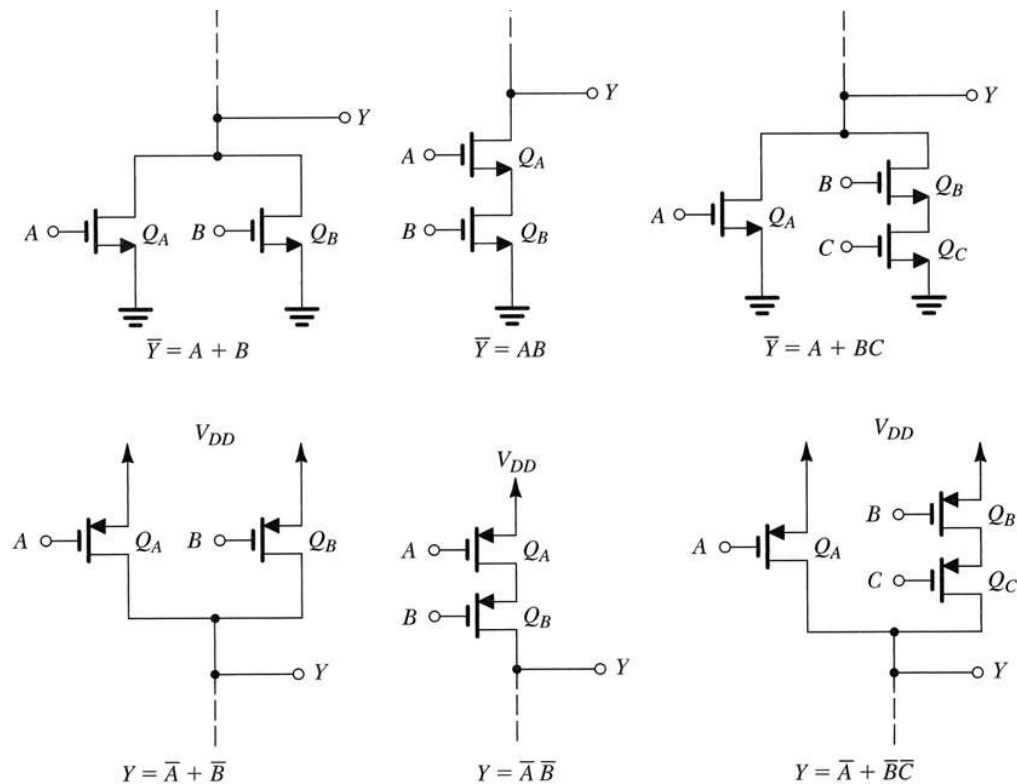 Y
Y
Y
A Q_A B Q_B
A Q_A
B Q_B
A Q_A
B Q_B
C Q_C
Y̅ = A + B
Y̅ = AB
Y̅ = A + BC
V_DD
V_DD
V_DD
A Q_A B Q_B
A Q_A
B Q_B
A Q_A
B Q_B
C Q_C
Y
Y
Y
Y = A̅ + B̅
Y = A̅ B̅
Y = A̅ + B̅C̅